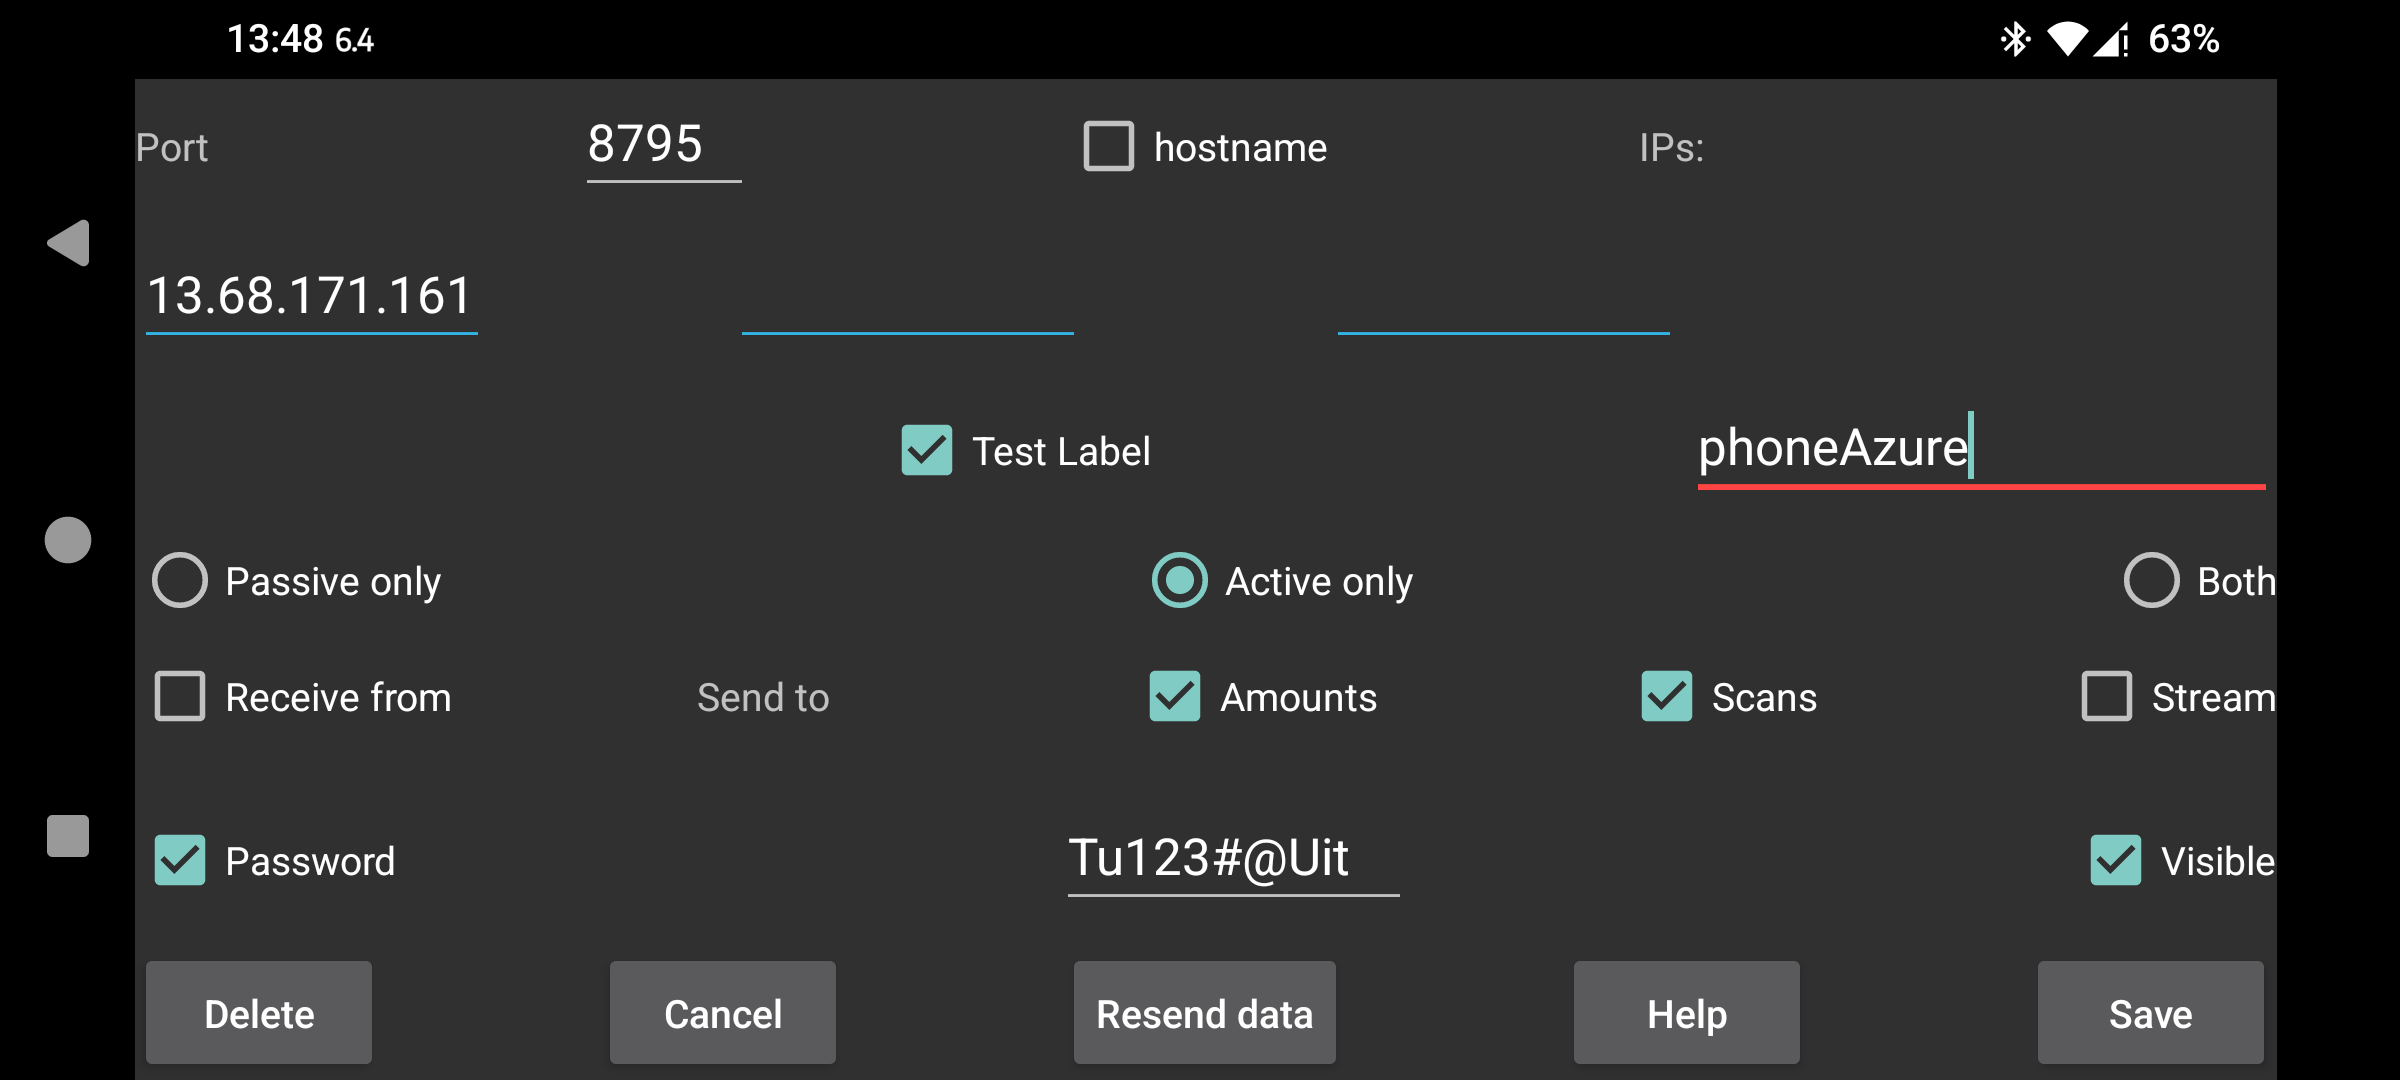 13:48 6.4 63%
Port 8795 hostname IPs:
13.68.171.161
Test Label phoneAzure
Passive only Active only Both
Receive from Send to Amounts Scans Stream
Password Tu123#@Uit Visible
Delete Cancel Resend data Help Save